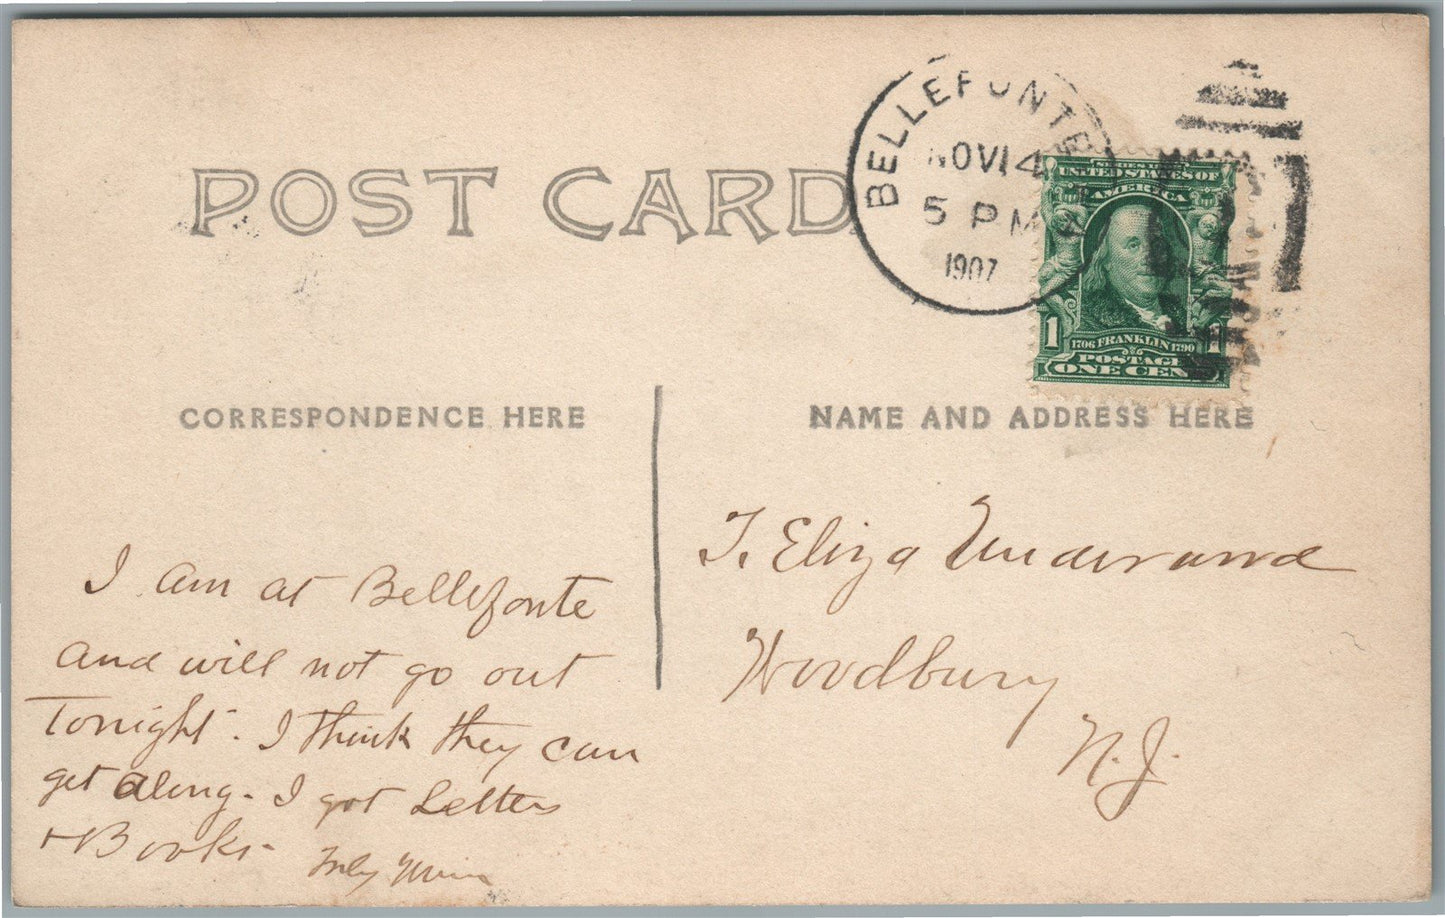 POST CARD
BELLEFONTE
NOV 14
5 PM
1907
UNITED STATES OF
AMERICA
1
1706 FRANKLIN 1790
POSTAGE
ONE CENT
CORRESPONDENCE HERE
NAME AND ADDRESS HERE
I am at Bellefonte
and will not go out
Tonight. I think they can
get along. I got Letters
+ Books.
T. Eliza
Woodbury
N.J.